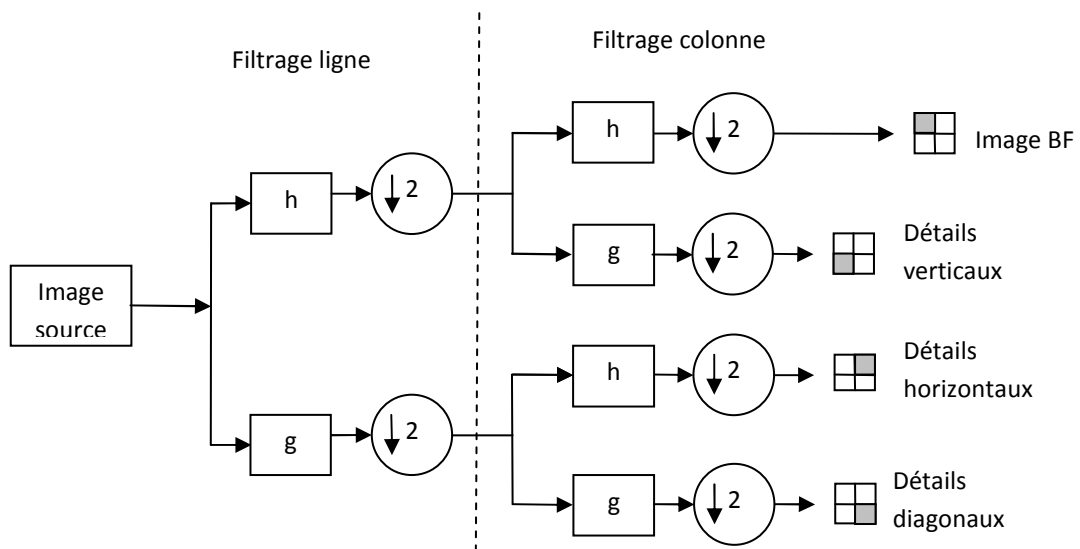 Filtrage ligne
Filtrage colonne
h
↓ 2
Image BF
h
↓ 2
g
↓ 2
Détails
verticaux
Image
source
h
↓ 2
Détails
horizontaux
g
↓ 2
g
↓ 2
Détails
diagonaux